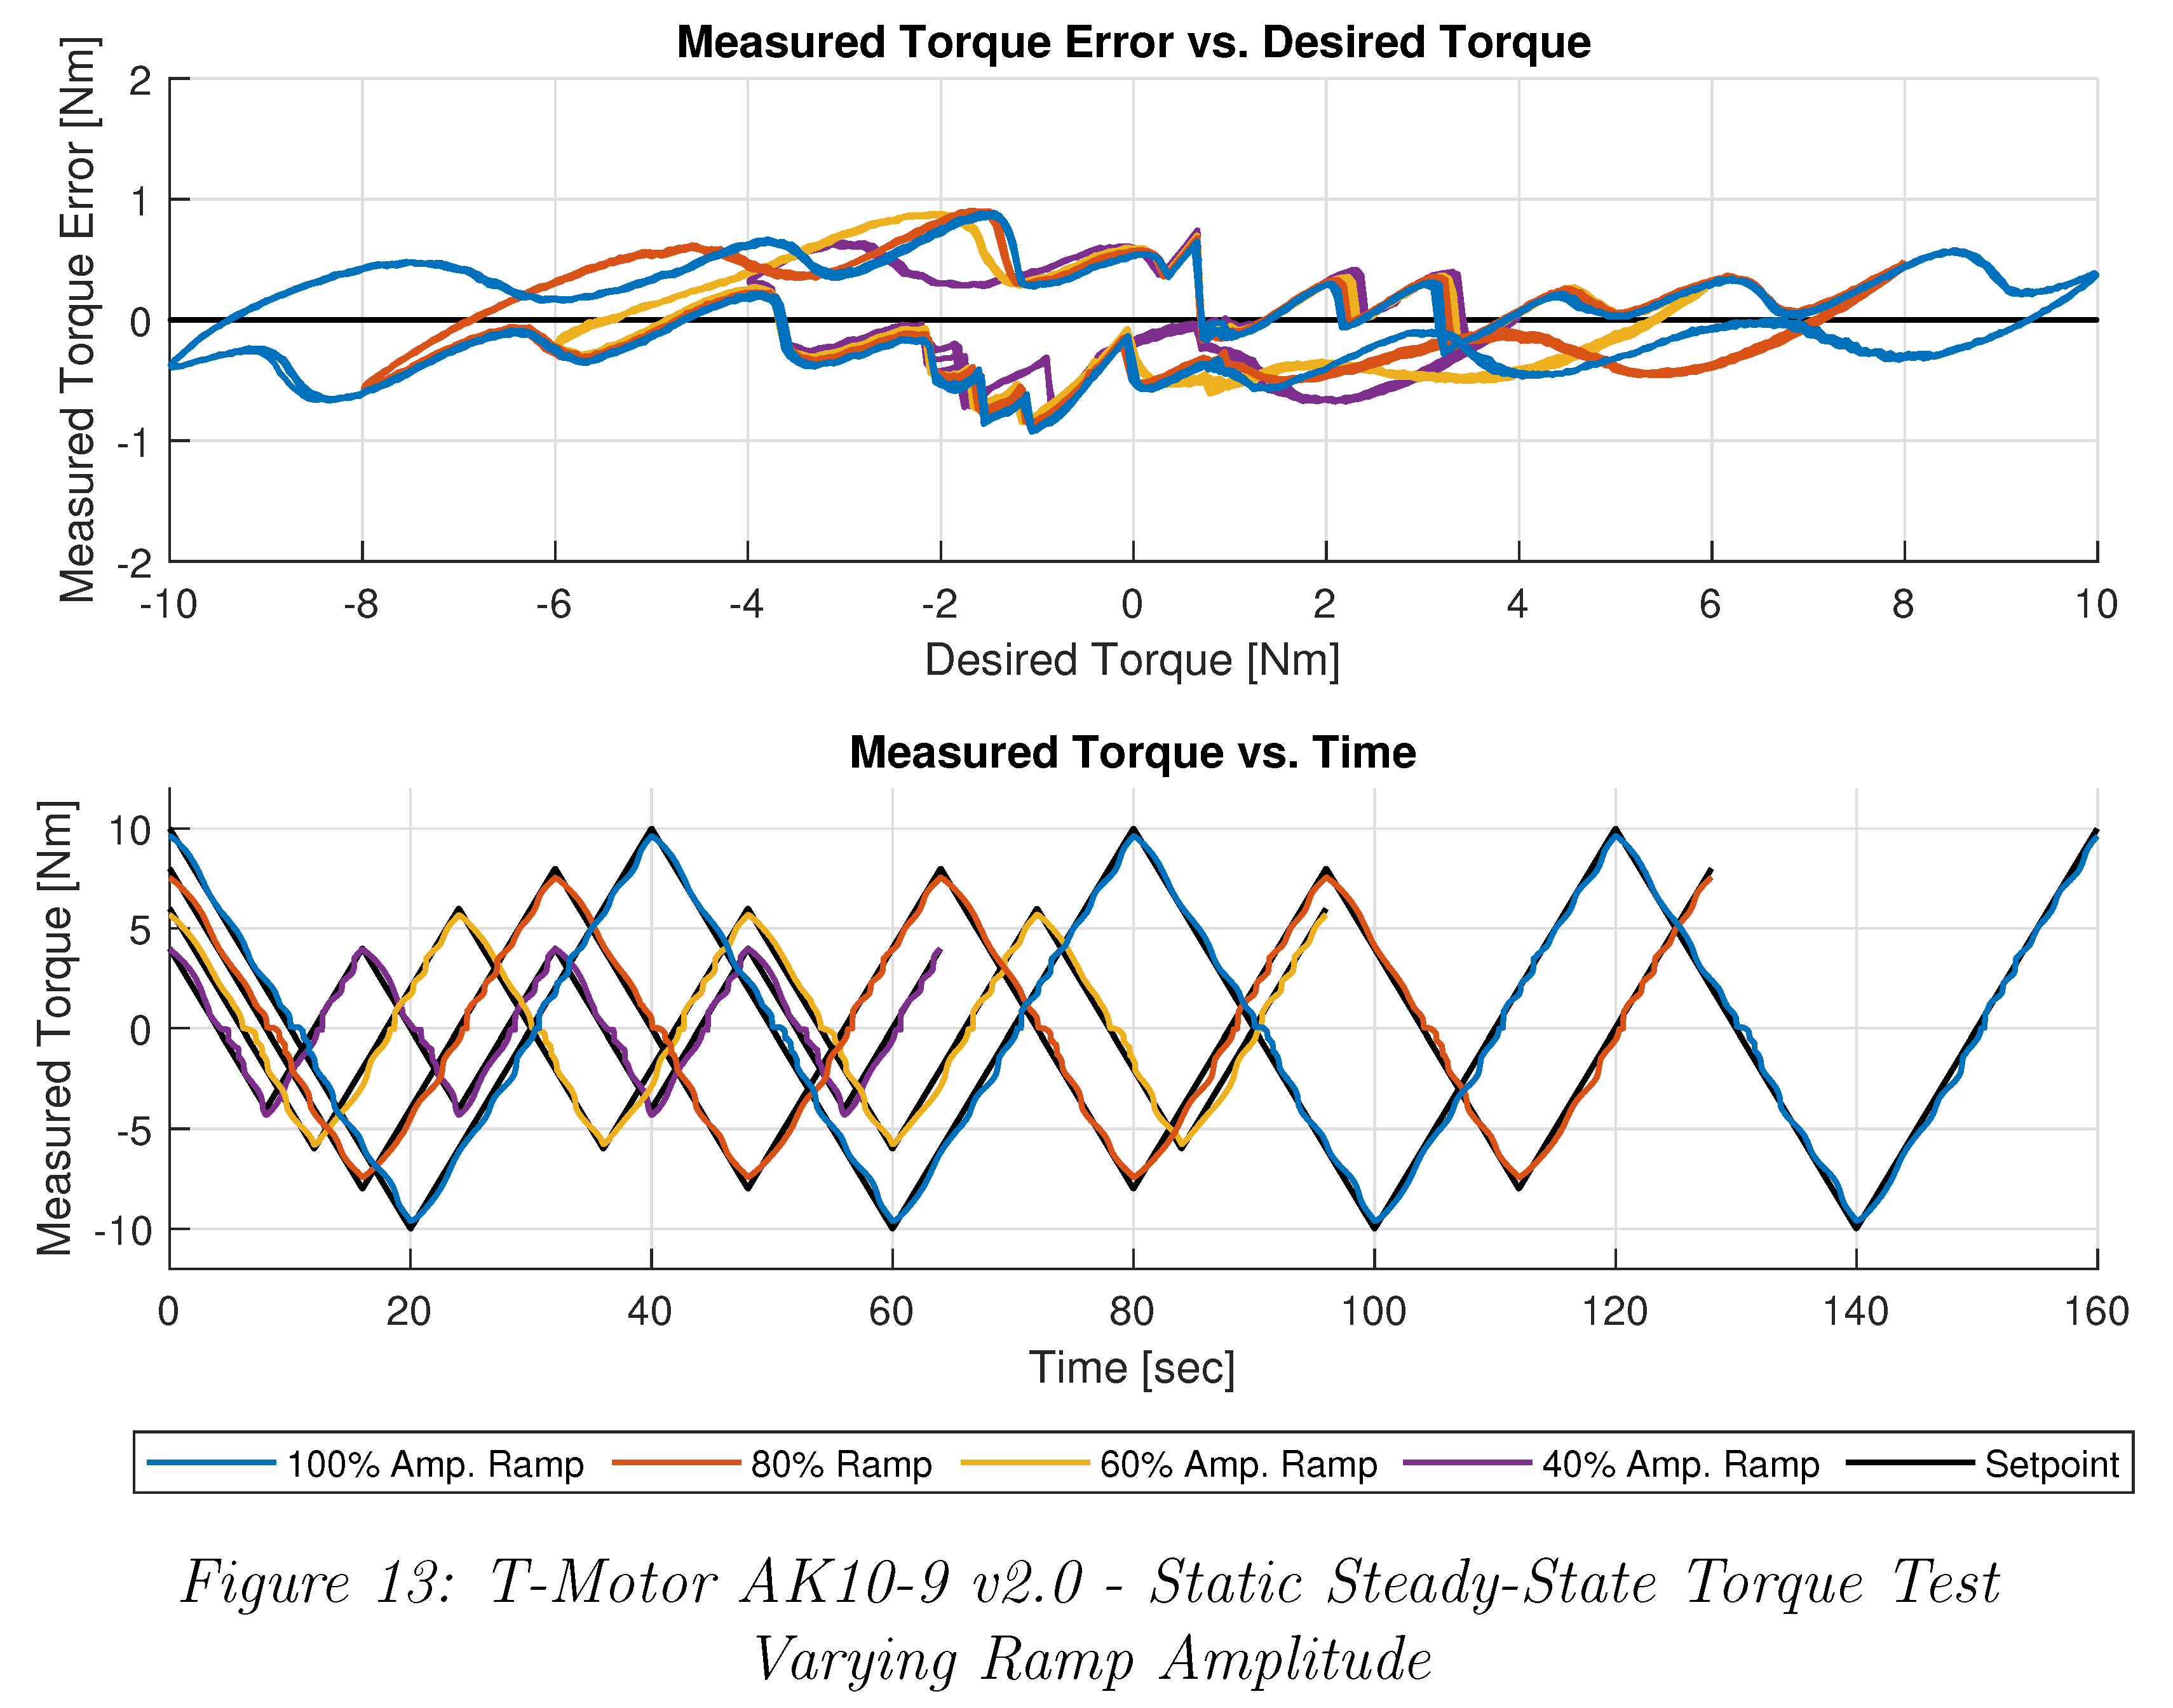 Measured Torque Error vs. Desired Torque
Measured Torque Error [Nm]
2
1
0
-1
-2
-10 -8 -6 -4 -2 0 2 4 6 8 10
Desired Torque [Nm]
Measured Torque vs. Time
Measured Torque [Nm]
10
5
0
-5
-10
0 20 40 60 80 100 120 140 160
Time [sec]
100% Amp. Ramp 80% Ramp 60% Amp. Ramp 40% Amp. Ramp Setpoint
Figure 13: T-Motor AK10-9 v2.0 - Static Steady-State Torque Test
Varying Ramp Amplitude